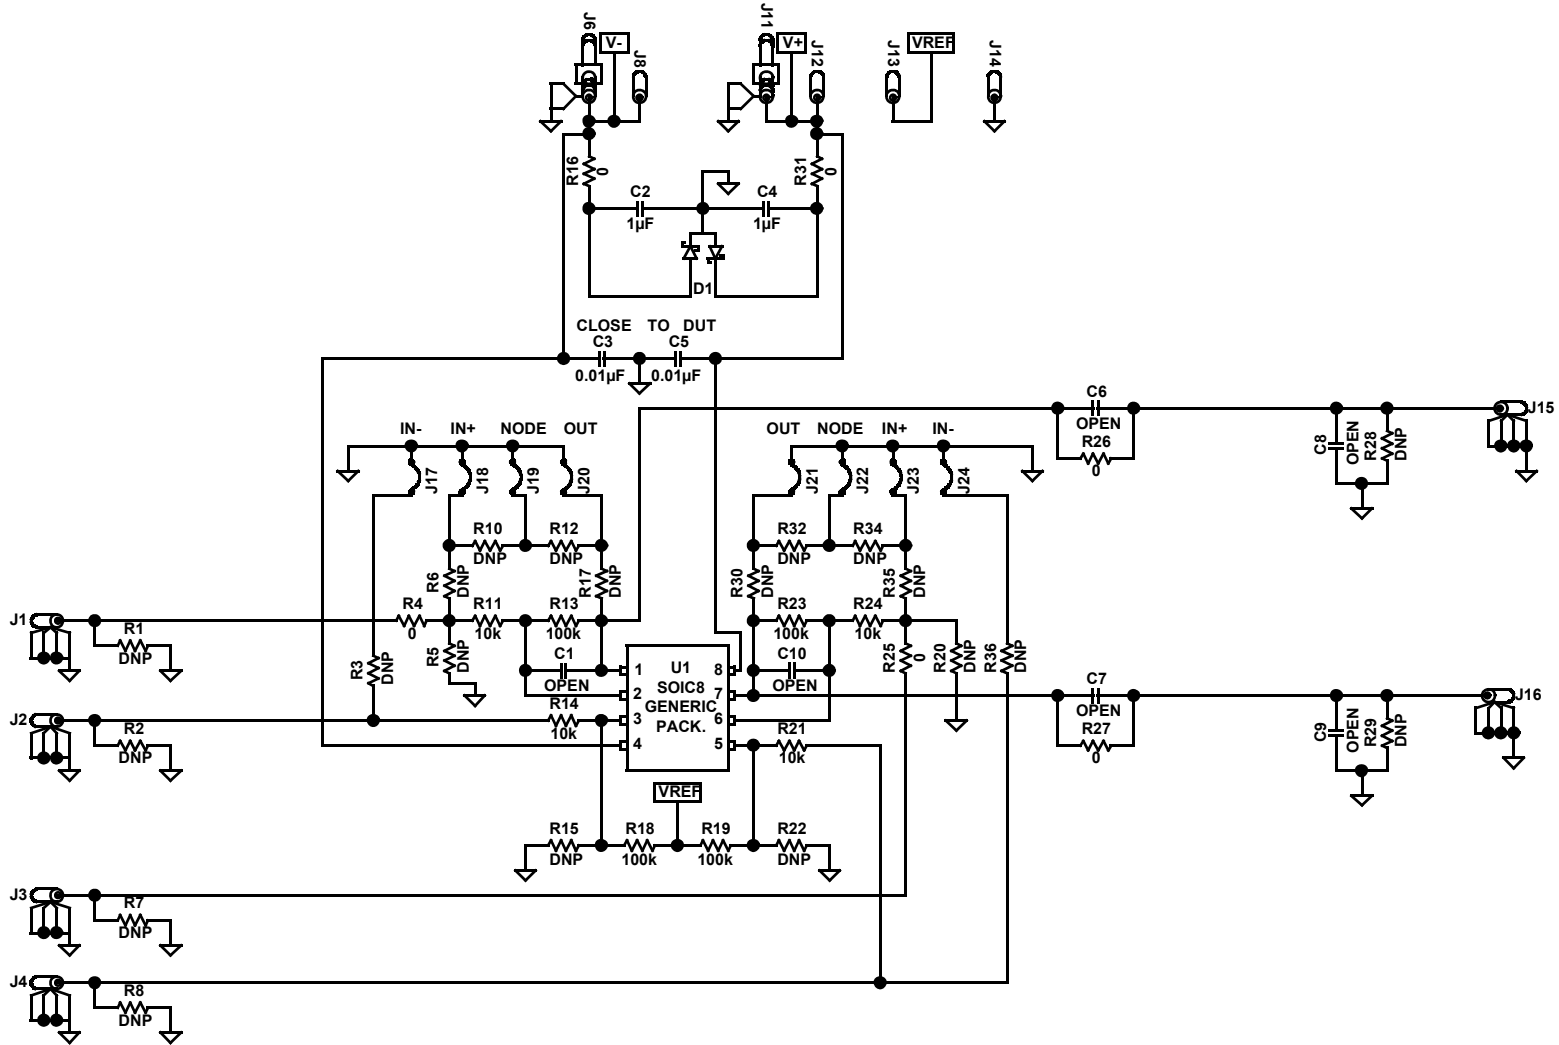 J6
V-
J8
J11
V+
J12
J13
VREF
J14
R16
0
R31
0
C2
1µF
C4
1µF
D1
CLOSE TO DUT
C3
0.01µF
C5
0.01µF
IN- IN+ NODE OUT
J17
J18
J19
J20
OUT NODE IN+ IN-
J21
J22
J23
J24
C6
OPEN
R26
0
C8
OPEN
R28
DNP
J15
R10
DNP
R12
DNP
R32
DNP
R34
DNP
R6
DNP
R17
DNP
R30
DNP
R35
DNP
J1
R1
DNP
R4
0
R11
10k
R13
100k
R23
100k
R24
10k
R3
DNP
R5
DNP
C1
OPEN
C10
OPEN
R25
0
R20
DNP
R36
DNP
1
2
3
4
U1
SOIC8
GENERIC
PACK.
8
7
6
5
J2
R2
DNP
R14
10k
R21
10k
C7
OPEN
R27
0
C9
OPEN
R29
DNP
J16
VREF
R15
DNP
R18
100k
R19
100k
R22
DNP
J3
R7
DNP
J4
R8
DNP